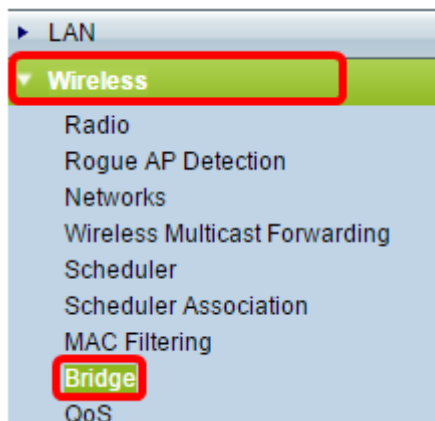 LAN
Wireless
Radio
Rogue AP Detection
Networks
Wireless Multicast Forwarding
Scheduler
Scheduler Association
MAC Filtering
Bridge
QoS